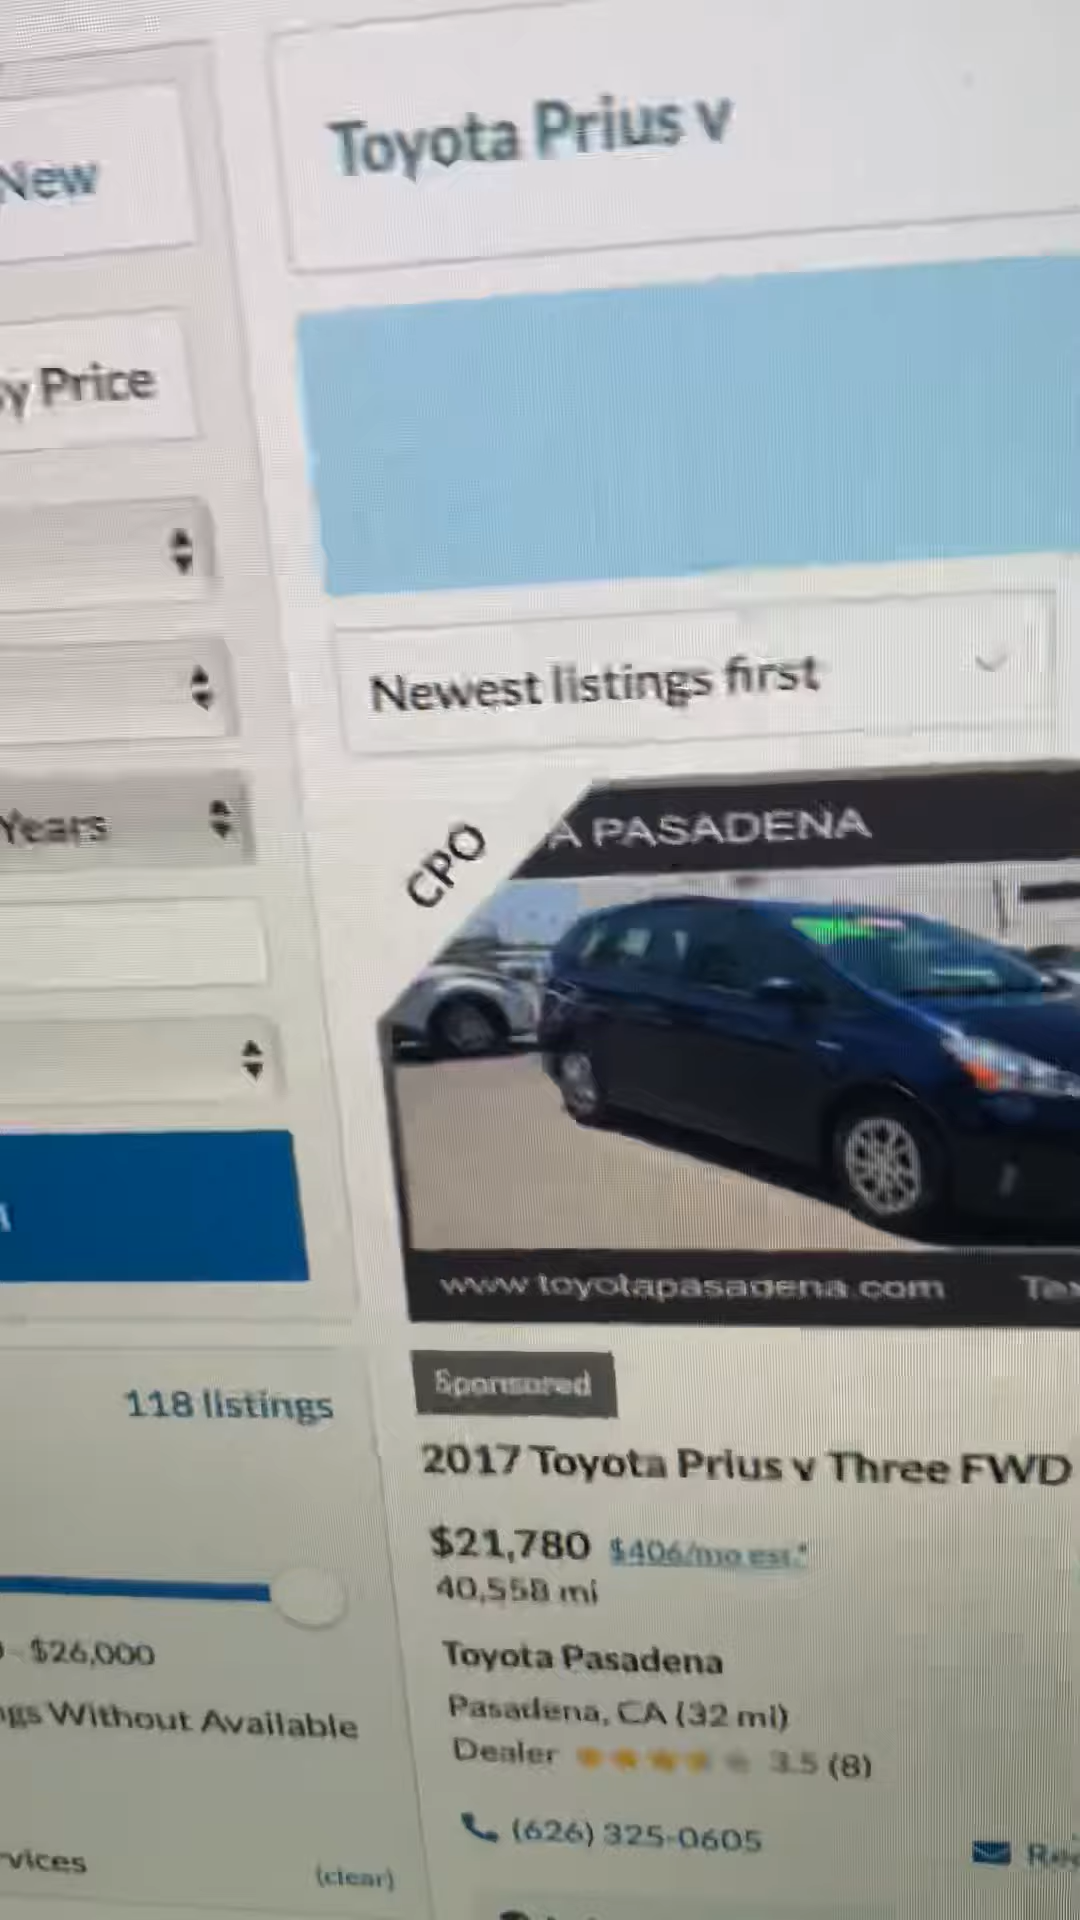 New
Toyota Prius v
y Price
Newest listings first
Years
CPO
A PASADENA
www.toyotapasadena.com
118 listings
Sponsored
2017 Toyota Prius v Three FWD
$21,780 $406/mo est.*
40,558 mi
- $26,000
Toyota Pasadena
gs Without Available
Pasadena, CA (32 mi)
Dealer 3.5 (8)
(626) 325-0605
vices
(clear)